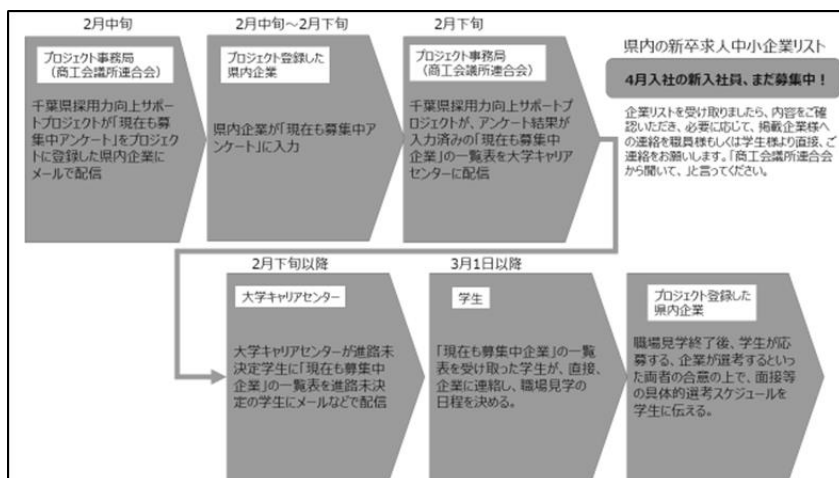 2月中旬
プロジェクト事務局
(商工会議所連合会)
千葉県採用力向上サポー
トプロジェクトが「現在も募
集中アンケート」をプロジェク
トに登録した県内企業に
メールで配信
2月中旬～2月下旬
プロジェクト登録した
県内企業
県内企業が「現在も募集中ア
ンケート」に入力
2月下旬
プロジェクト事務局
(商工会議所連合会)
千葉県採用力向上サポートプ
ロジェクトが、アンケート結果が
入力済みの「現在も募集中
企業」の一覧表を大学キャリア
センターに配信
県内の新卒求人中小企業リスト
4月入社の新入社員、まだ募集中！
企業リストを受け取りましたら、内容をご確
認いただき、必要に応じて、掲載企業様へ
の連絡を職員様もしくは学生様より直接、ご
連絡をお願いします。「商工会議所連合会
から聞いて、」と言ってください。
2月下旬以降
大学キャリアセンター
大学キャリアセンターが進路未
決定学生に「現在も募集中
企業」の一覧表を進路未決
定の学生にメールなどで配信
3月1日以降
学生
「現在も募集中企業」の一覧
表を受け取った学生が、直接、
企業に連絡し、職場見学の
日程を決める。
プロジェクト登録した
県内企業
職場見学終了後、学生が応
募する、企業が選考するといっ
た両者の合意の上で、面接等
の具体的選考スケジュールを
学生に伝える。